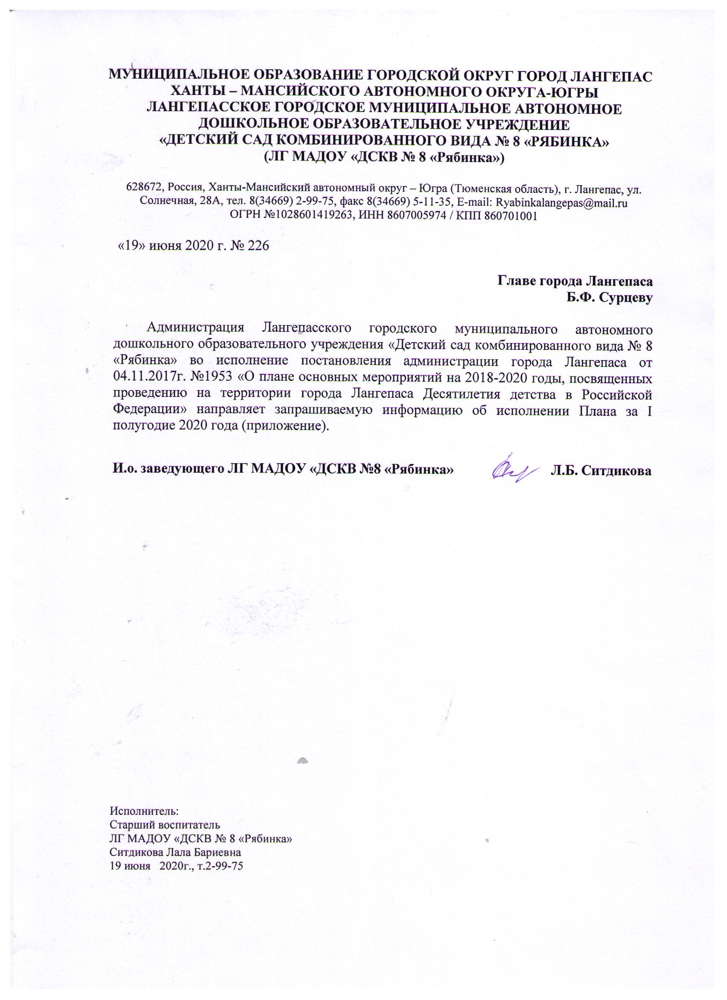 МУНИЦИПАЛЬНОЕ ОБРАЗОВАНИЕ ГОРОДСКОЙ ОКРУГ ГОРОД ЛАНГЕПАС
ХАНТЫ – МАНСИЙСКОГО АВТОНОМНОГО ОКРУГА-ЮГРЫ
ЛАНГЕПАССКОЕ ГОРОДСКОЕ МУНИЦИПАЛЬНОЕ АВТОНОМНОЕ
ДОШКОЛЬНОЕ ОБРАЗОВАТЕЛЬНОЕ УЧРЕЖДЕНИЕ
«ДЕТСКИЙ САД КОМБИНИРОВАННОГО ВИДА № 8 «РЯБИНКА»
(ЛГ МАДОУ «ДСКВ № 8 «Рябинка»)
628672, Россия, Ханты-Мансийский автономный округ – Югра (Тюменская область), г. Лангепас, ул.
Солнечная, 28А, тел. 8(34669) 2-99-75, факс 8(34669) 5-11-35, E-mail: Ryabinkalangepas@mail.ru
ОГРН №1028601419263, ИНН 8607005974 / КПП 860701001
«19» июня 2020 г. № 226
Главе города Лангепаса
Б.Ф. Сурцеву
Администрация Лангепасского городского муниципального автономного
дошкольного образовательного учреждения «Детский сад комбинированного вида № 8
«Рябинка» во исполнение постановления администрации города Лангепаса от
04.11.2017г. №1953 «О плане основных мероприятий на 2018-2020 годы, посвященных
проведению на территории города Лангепаса Десятилетия детства в Российской
Федерации» направляет запрашиваемую информацию об исполнении Плана за I
полугодие 2020 года (приложение).
И.о. заведующего ЛГ МАДОУ «ДСКВ №8 «Рябинка» Л.Б. Ситдикова
Исполнитель:
Старший воспитатель
ЛГ МАДОУ «ДСКВ № 8 «Рябинка»
Ситдикова Лала Бариевна
19 июня 2020г., т.2-99-75